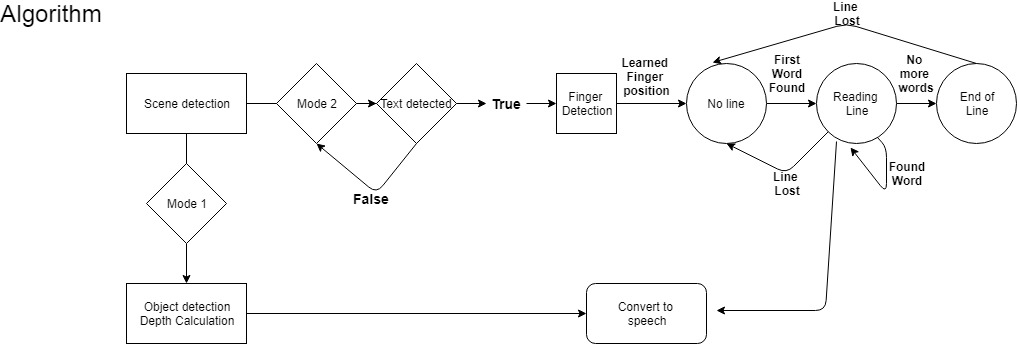 Algorithm
Line
Lost
Learned
Finger
position
First
Word
Found
No
more
words
Scene detection
Mode 2
Text detected
True
Finger
Detection
No line
Reading
Line
End of
Line
False
Line
Lost
Found
Word
Mode 1
Object detection
Depth Calculation
Convert to
speech